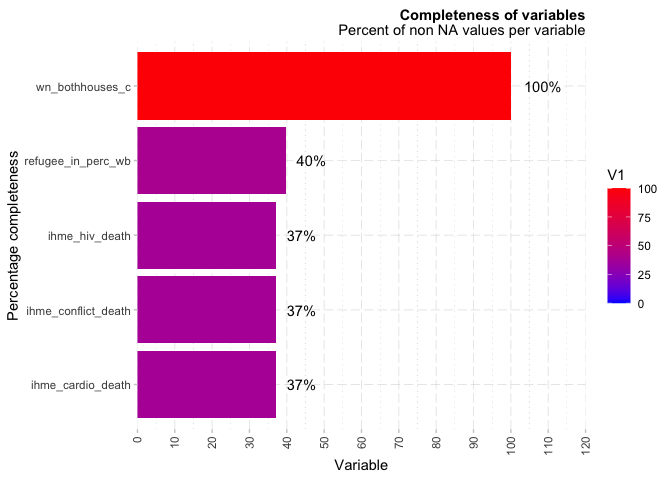 Completeness of variables
Percent of non NA values per variable
Percentage completeness
wn_bothhouses_c
100%
refugee_in_perc_wb
40%
ihme_hiv_death
37%
ihme_conflict_death
37%
ihme_cardio_death
37%
0 10 20 30 40 50 60 70 80 90 100 110 120
Variable
V1
100
75
50
25
0